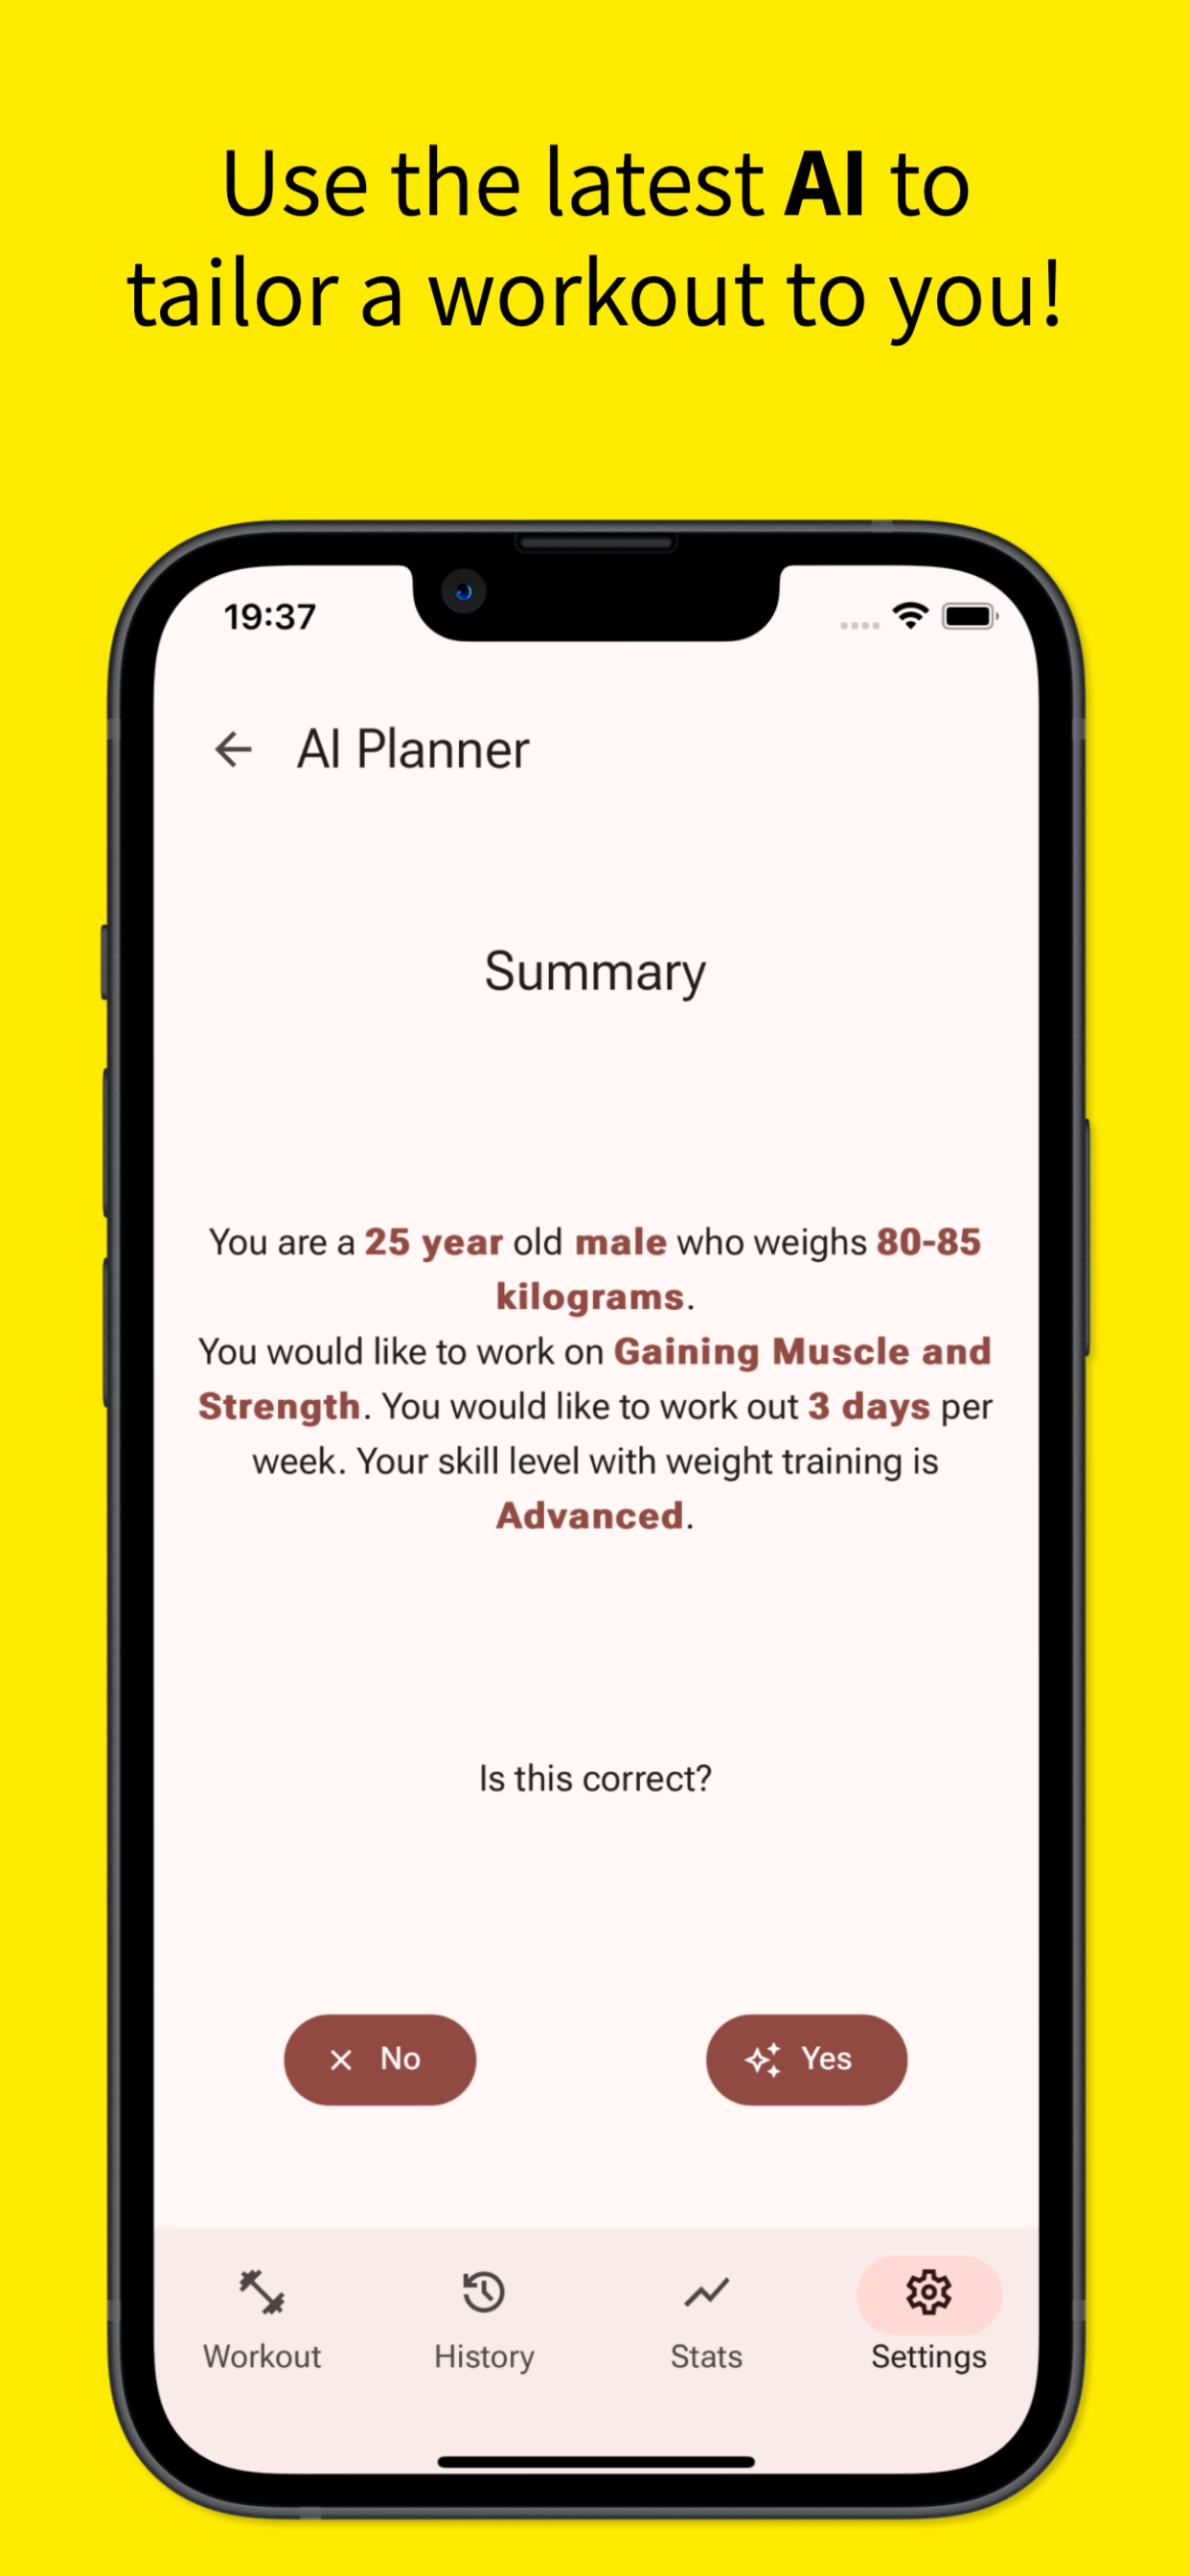 Use the latest AI to
tailor a workout to you!
19:37
AI Planner
Summary
You are a 25 year old male who weighs 80-85
kilograms.
You would like to work on Gaining Muscle and
Strength. You would like to work out 3 days per
week. Your skill level with weight training is
Advanced.
Is this correct?
No
Yes
Workout
History
Stats
Settings